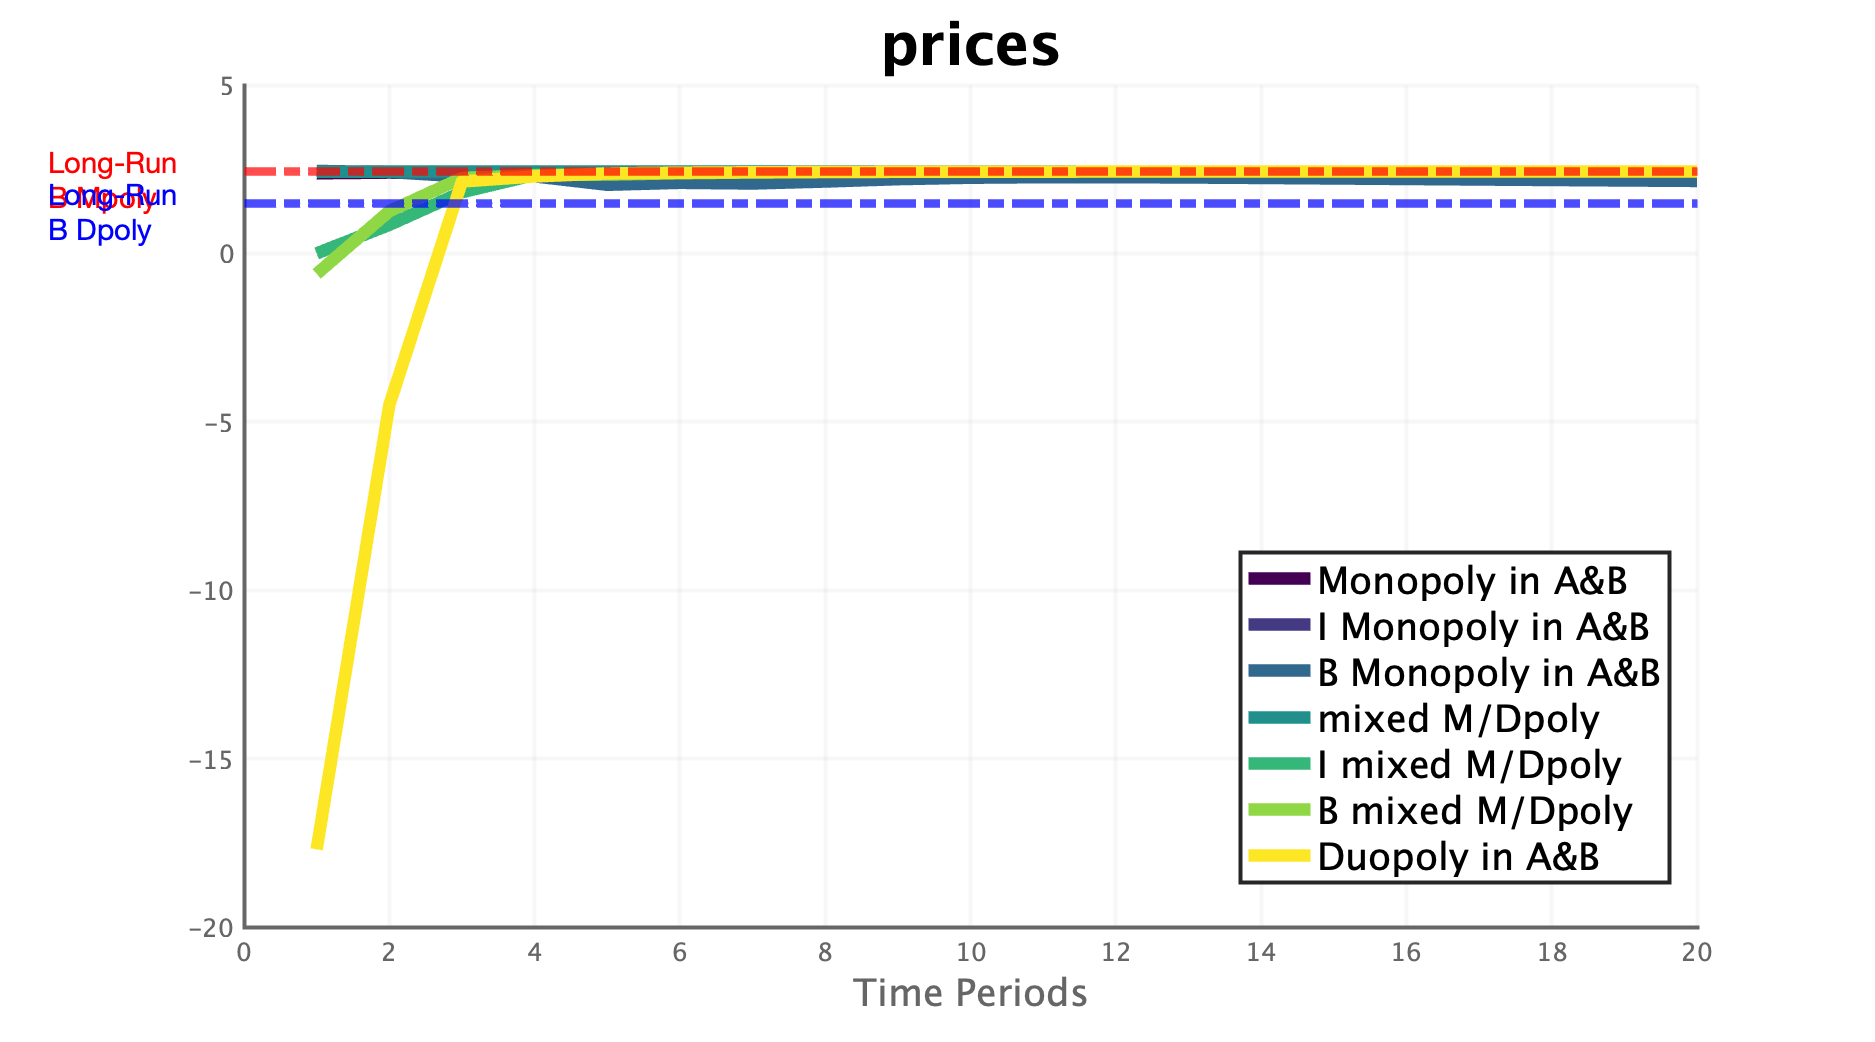 prices
5
0
−5
−10
−15
−20
Long-Run
B Mpoly
Long-Run
B Dpoly
Monopoly in A&B
I Monopoly in A&B
B Monopoly in A&B
mixed M/Dpoly
I mixed M/Dpoly
B mixed M/Dpoly
Duopoly in A&B
0 2 4 6 8 10 12 14 16 18 20
Time Periods